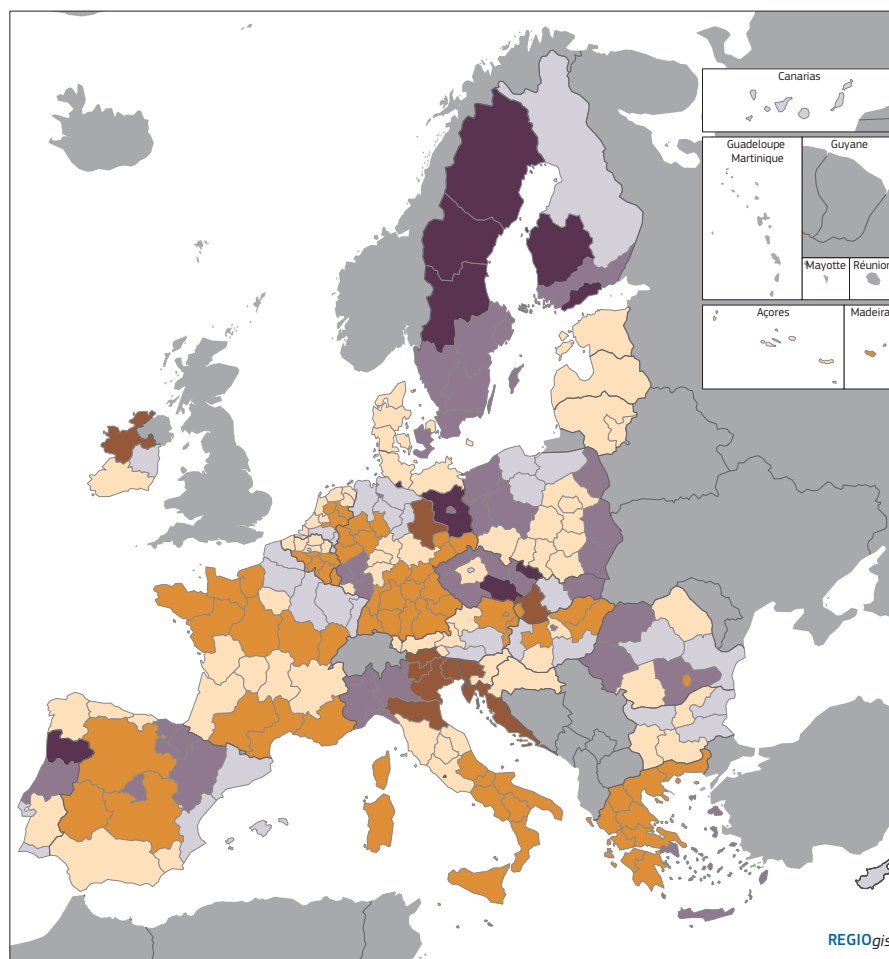 Canarias
Guadeloupe
Martinique
Guyane
Mayotte
Réunion
Açores
Madeira
REGIOgis